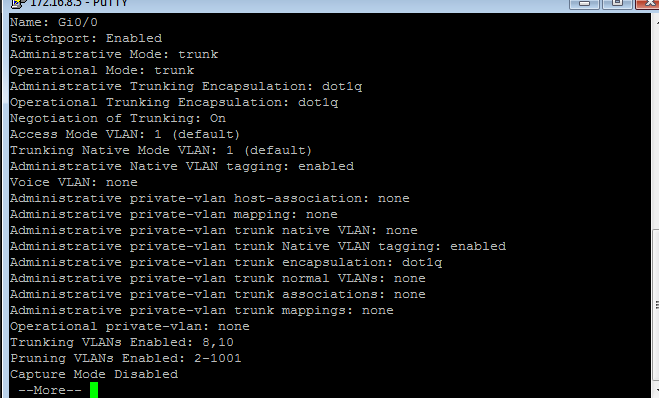 172.16.8.5 - PuTTY
Name: Gi0/0
Switchport: Enabled
Administrative Mode: trunk
Operational Mode: trunk
Administrative Trunking Encapsulation: dot1q
Operational Trunking Encapsulation: dot1q
Negotiation of Trunking: On
Access Mode VLAN: 1 (default)
Trunking Native Mode VLAN: 1 (default)
Administrative Native VLAN tagging: enabled
Voice VLAN: none
Administrative private-vlan host-association: none
Administrative private-vlan mapping: none
Administrative private-vlan trunk native VLAN: none
Administrative private-vlan trunk Native VLAN tagging: enabled
Administrative private-vlan trunk encapsulation: dot1q
Administrative private-vlan trunk normal VLANs: none
Administrative private-vlan trunk associations: none
Administrative private-vlan trunk mappings: none
Operational private-vlan: none
Trunking VLANs Enabled: 8,10
Pruning VLANs Enabled: 2-1001
Capture Mode Disabled
--More--